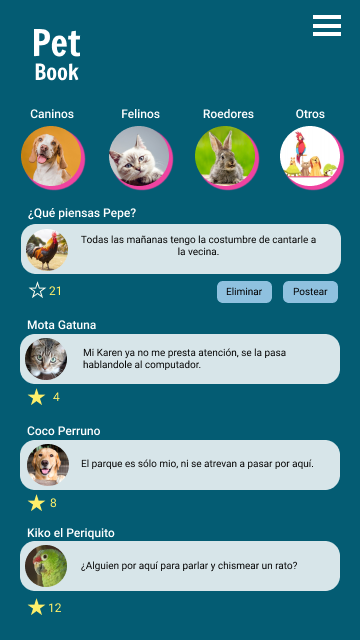 Pet
Book
Caninos
Felinos
Roedores
Otros
¿Qué piensas Pepe?
Todas las mañanas tengo la costumbre de cantarle a
la vecina.
21
Eliminar
Postear
Mota Gatuna
Mi Karen ya no me presta atención, se la pasa
hablandole al computador.
4
Coco Perruno
El parque es sólo mio, ni se atrevan a pasar por aquí.
8
Kiko el Periquito
¿Alguien por aquí para parlar y chismear un rato?
12